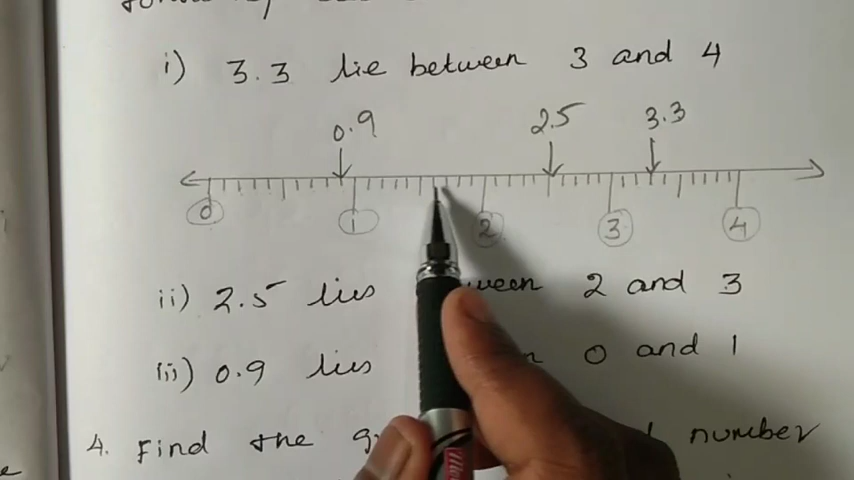 i) 3.3 lie between 3 and 4
0.9 2.5 3.3
0 1 2 3 4
ii) 2.5 lies 2 and 3
iii) 0.9 lies 0 and 1
4. Find the number